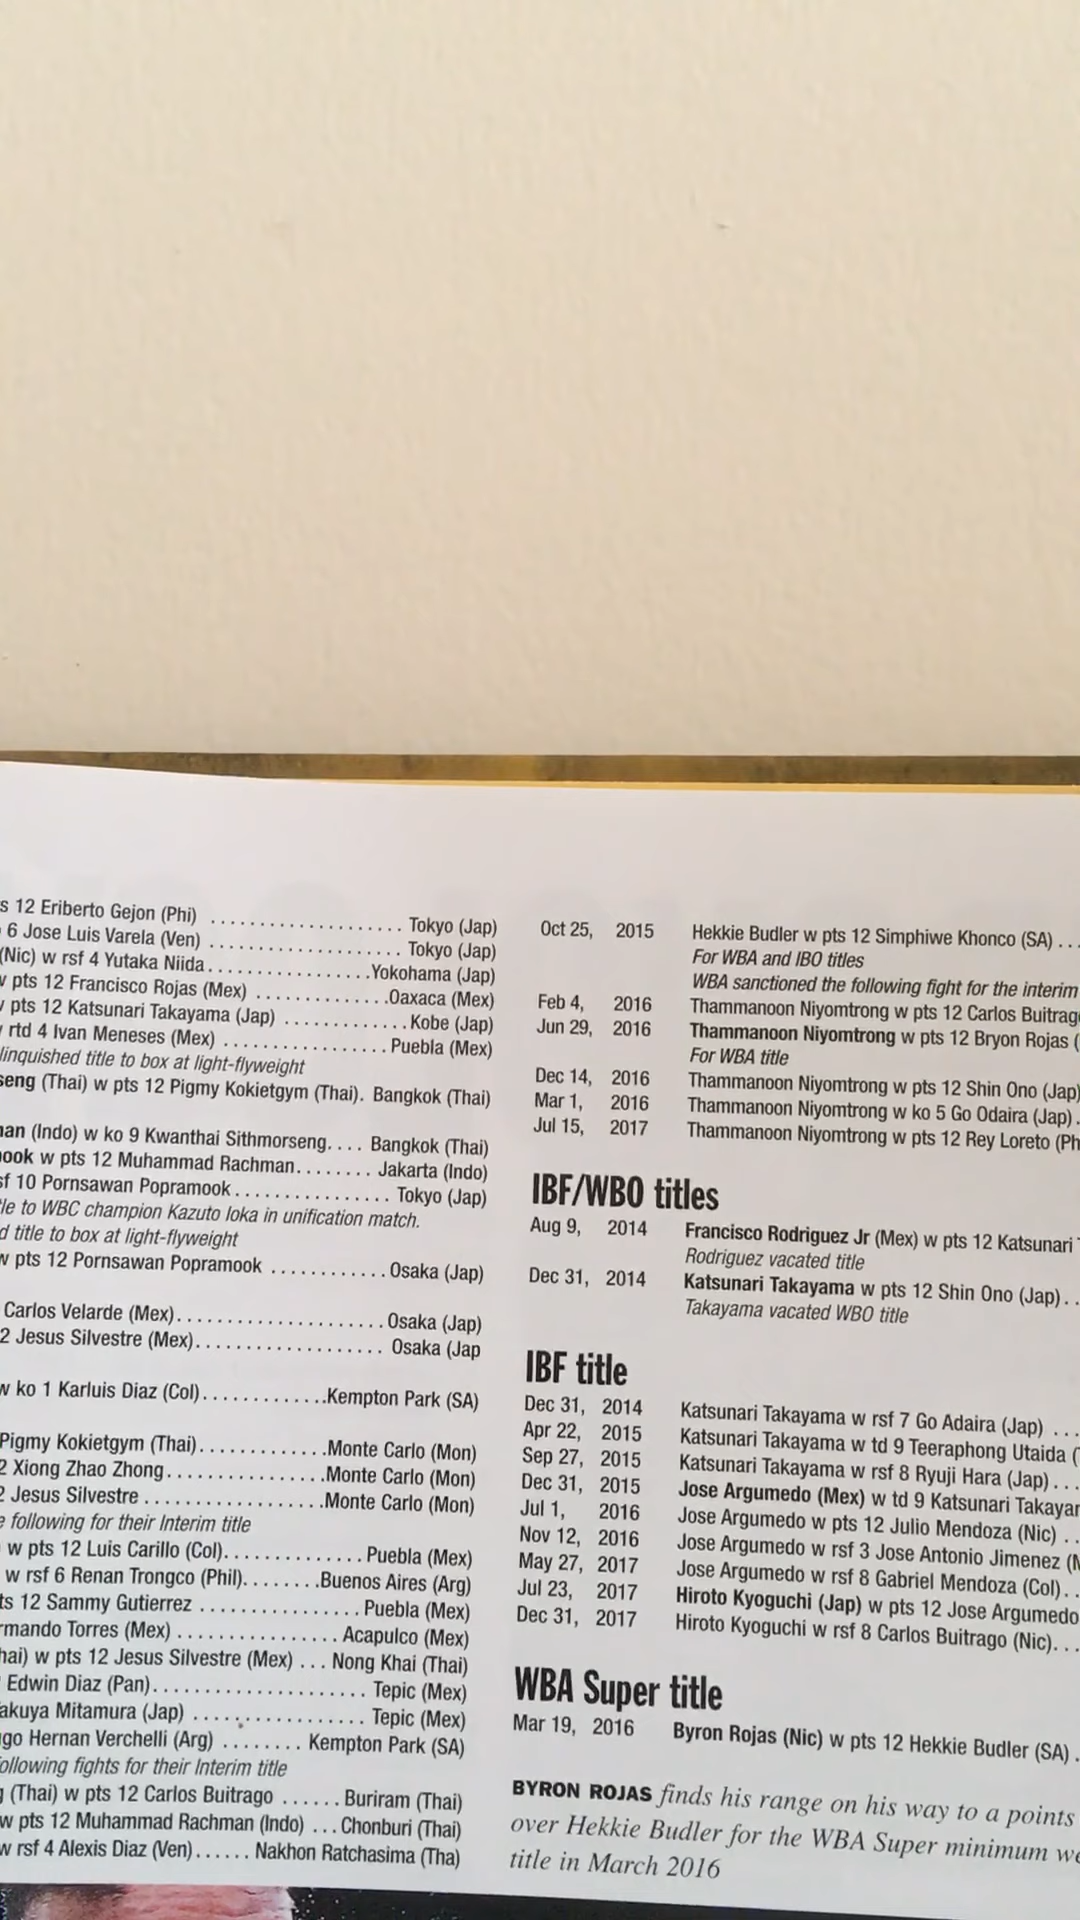 s 12 Eriberto Gejon (Phi) .................... Tokyo (Jap)
6 Jose Luis Varela (Ven) .................... Tokyo (Jap)
(Nic) w rsf 4 Yutaka Niida..................Yokohama (Jap)
pts 12 Francisco Rojas (Mex) ..............Oaxaca (Mex)
pts 12 Katsunari Takayama (Jap) .............Kobe (Jap)
rtd 4 Ivan Meneses (Mex) .................Puebla (Mex)
linquished title to box at light-flyweight
seng (Thai) w pts 12 Pigmy Kokietgym (Thai). Bangkok (Thai)
nan (Indo) w ko 9 Kwanthai Sithmorseng.... Bangkok (Thai)
ook w pts 12 Muhammad Rachman........ Jakarta (Indo)
sf 10 Pornsawan Popramook................. Tokyo (Jap)
tle to WBC champion Kazuto Ioka in unification match.
d title to box at light-flyweight
w pts 12 Pornsawan Popramook ............Osaka (Jap)
Carlos Velarde (Mex)......................Osaka (Jap)
2 Jesus Silvestre (Mex)................... Osaka (Jap
w ko 1 Karluis Diaz (Col).............Kempton Park (SA)
Pigmy Kokietgym (Thai).............Monte Carlo (Mon)
2 Xiong Zhao Zhong.................Monte Carlo (Mon)
2 Jesus Silvestre ...................Monte Carlo (Mon)
e following for their Interim title
w pts 12 Luis Carillo (Col)..............Puebla (Mex)
w rsf 6 Renan Trongco (Phil)........Buenos Aires (Arg)
ts 12 Sammy Gutierrez ................Puebla (Mex)
rmando Torres (Mex) ................Acapulco (Mex)
hai) w pts 12 Jesus Silvestre (Mex) ... Nong Khai (Thai)
Edwin Diaz (Pan)...................... Tepic (Mex)
akuya Mitamura (Jap) .................. Tepic (Mex)
go Hernan Verchelli (Arg) ........ Kempton Park (SA)
ollowing fights for their Interim title
(Thai) w pts 12 Carlos Buitrago ...... Buriram (Thai)
w pts 12 Muhammad Rachman (Indo) ...Chonburi (Thai)
w rsf 4 Alexis Diaz (Ven)...... Nakhon Ratchasima (Tha)
Oct 25, 2015 Hekkie Budler w pts 12 Simphiwe Khonco (SA) ...
For WBA and IBO titles
WBA sanctioned the following fight for the interim
Feb 4, 2016 Thammanoon Niyomtrong w pts 12 Carlos Buitrag
Jun 29, 2016 Thammanoon Niyomtrong w pts 12 Bryon Rojas (
For WBA title
Dec 14, 2016 Thammanoon Niyomtrong w pts 12 Shin Ono (Jap)
Mar 1, 2016 Thammanoon Niyomtrong w ko 5 Go Odaira (Jap).
Jul 15, 2017 Thammanoon Niyomtrong w pts 12 Rey Loreto (Ph
IBF/WBO titles
Aug 9, 2014 Francisco Rodriguez Jr (Mex) w pts 12 Katsunari
Rodriguez vacated title
Dec 31, 2014 Katsunari Takayama w pts 12 Shin Ono (Jap)..
Takayama vacated WBO title
IBF title
Dec 31, 2014 Katsunari Takayama w rsf 7 Go Adaira (Jap) ...
Apr 22, 2015 Katsunari Takayama w td 9 Teeraphong Utaida (
Sep 27, 2015 Katsunari Takayama w rsf 8 Ryuji Hara (Jap)...
Dec 31, 2015 Jose Argumedo (Mex) w td 9 Katsunari Takayar
Jul 1, 2016 Jose Argumedo w pts 12 Julio Mendoza (Nic) ..
Nov 12, 2016 Jose Argumedo w rsf 3 Jose Antonio Jimenez (M
May 27, 2017 Jose Argumedo w rsf 8 Gabriel Mendoza (Col)..
Jul 23, 2017 Hiroto Kyoguchi (Jap) w pts 12 Jose Argumedo
Dec 31, 2017 Hiroto Kyoguchi w rsf 8 Carlos Buitrago (Nic)...
WBA Super title
Mar 19, 2016 Byron Rojas (Nic) w pts 12 Hekkie Budler (SA) .
BYRON ROJAS finds his range on his way to a points
over Hekkie Budler for the WBA Super minimum we
title in March 2016